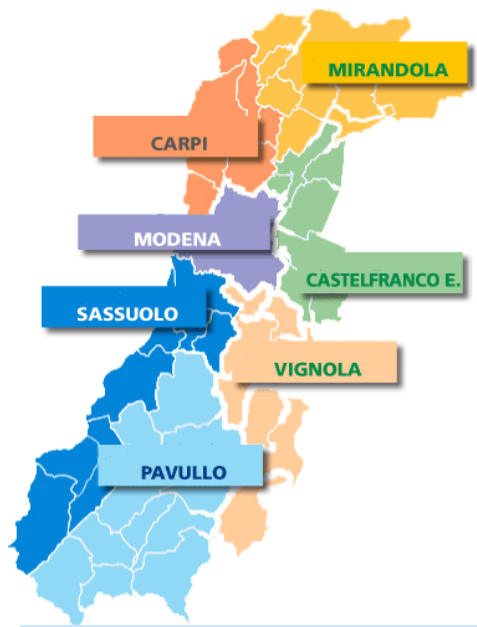 MIRANDOLA
CARPI
MODENA
CASTELFRANCO E.
SASSUOLO
VIGNOLA
PAVULLO